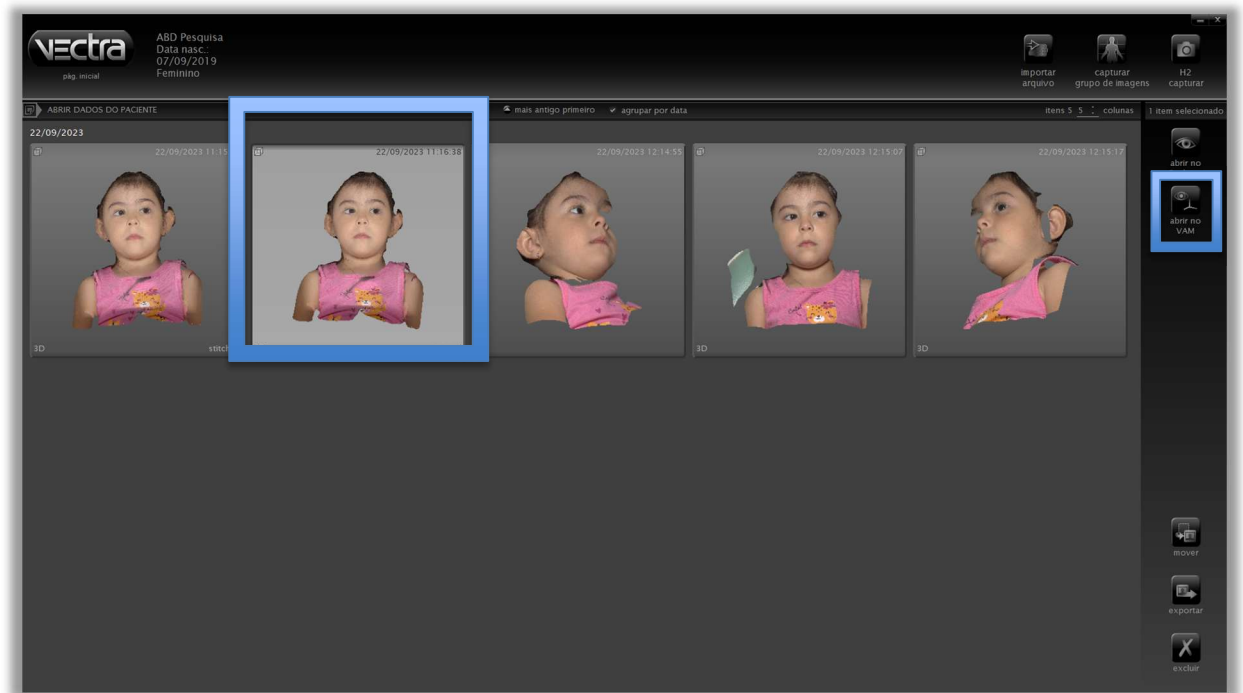 vectra
pàg. inicial
ABD Pesquisa
Data nasc.:
07/09/2019
Feminino
importar
arquivo
capturar
grupo de imagens
H2
capturar
ABRIR DADOS DO PACIENTE
mais antigo primeiro
agrupar por data
itens 5 5 colunas
1 item selecionado
22/09/2023
22/09/2023 11:15
22/09/2023 11:16:38
22/09/2023 12:14:55
22/09/2023 12:15:07
22/09/2023 12:15:17
3D
stitch
3D
3D
abrir no
abrir no
VAM
mover
exportar
excluir